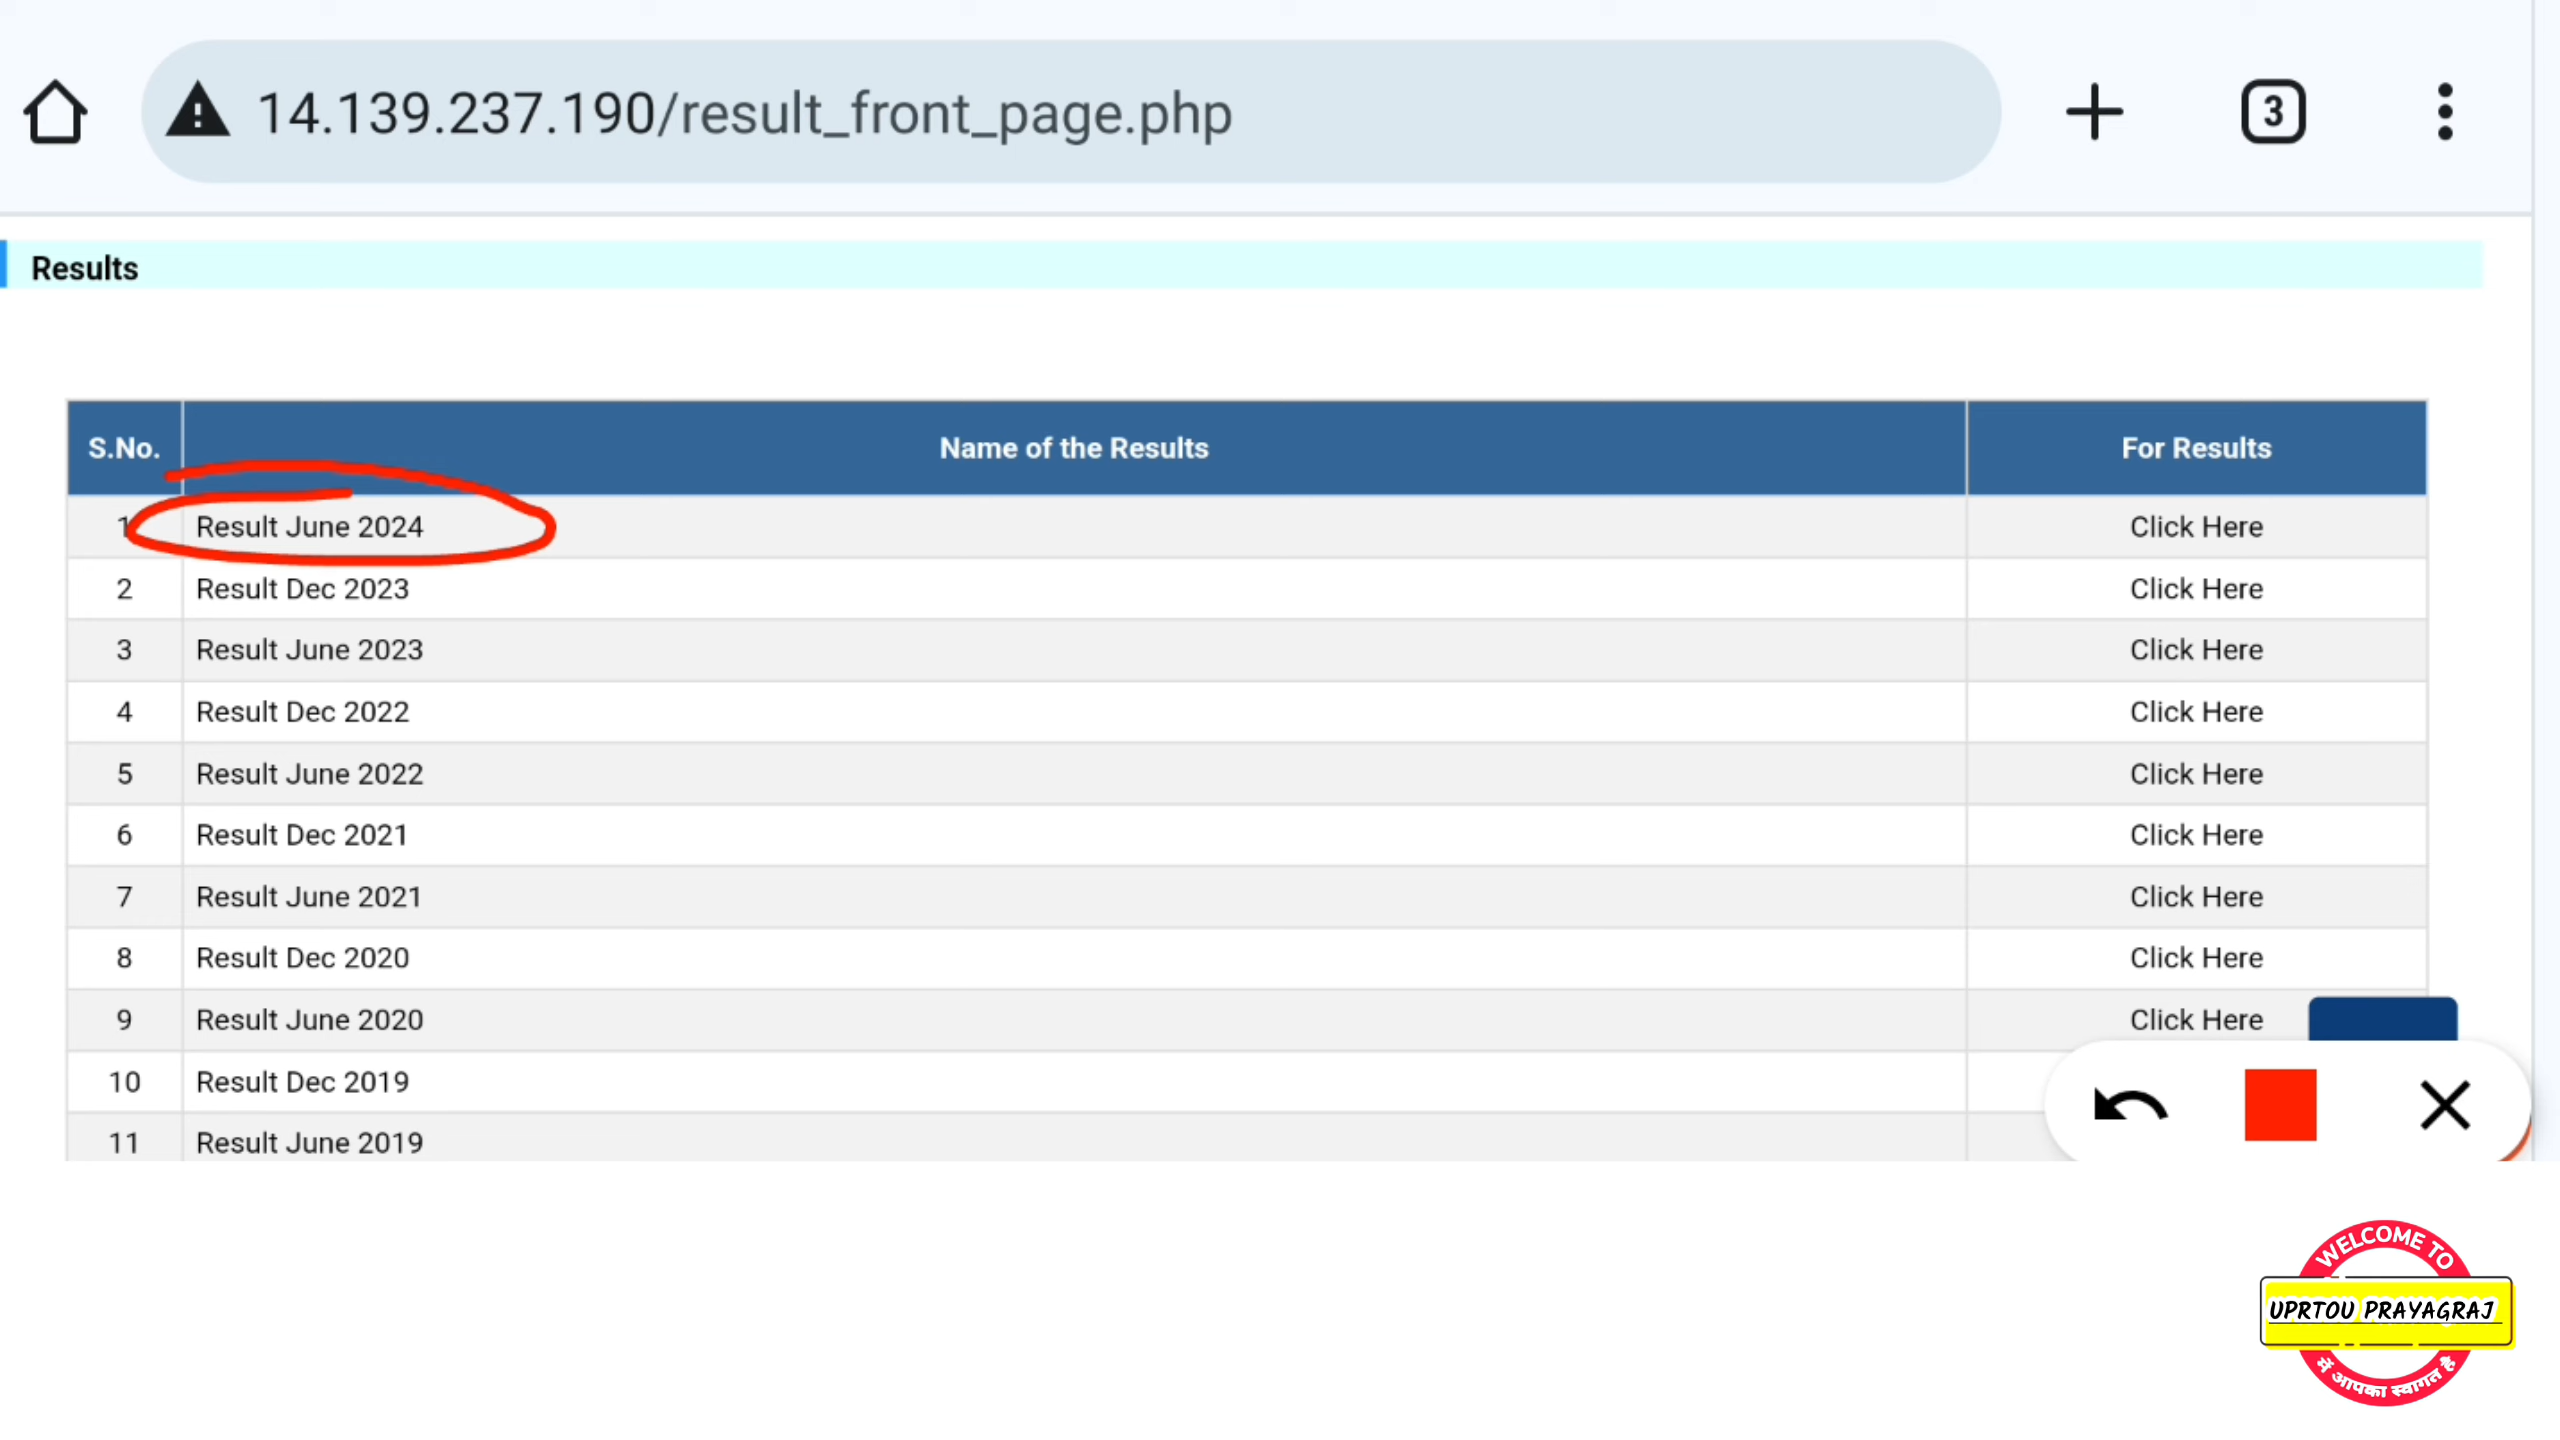 14.139.237.190/result_front_page.php
3
Results
S.No. Name of the Results For Results
1 Result June 2024 Click Here
2 Result Dec 2023 Click Here
3 Result June 2023 Click Here
4 Result Dec 2022 Click Here
5 Result June 2022 Click Here
6 Result Dec 2021 Click Here
7 Result June 2021 Click Here
8 Result Dec 2020 Click Here
9 Result June 2020 Click Here
10 Result Dec 2019
11 Result June 2019
WELCOME TO
UPRTOU PRAYAGRAJ
में आपका स्वागत है